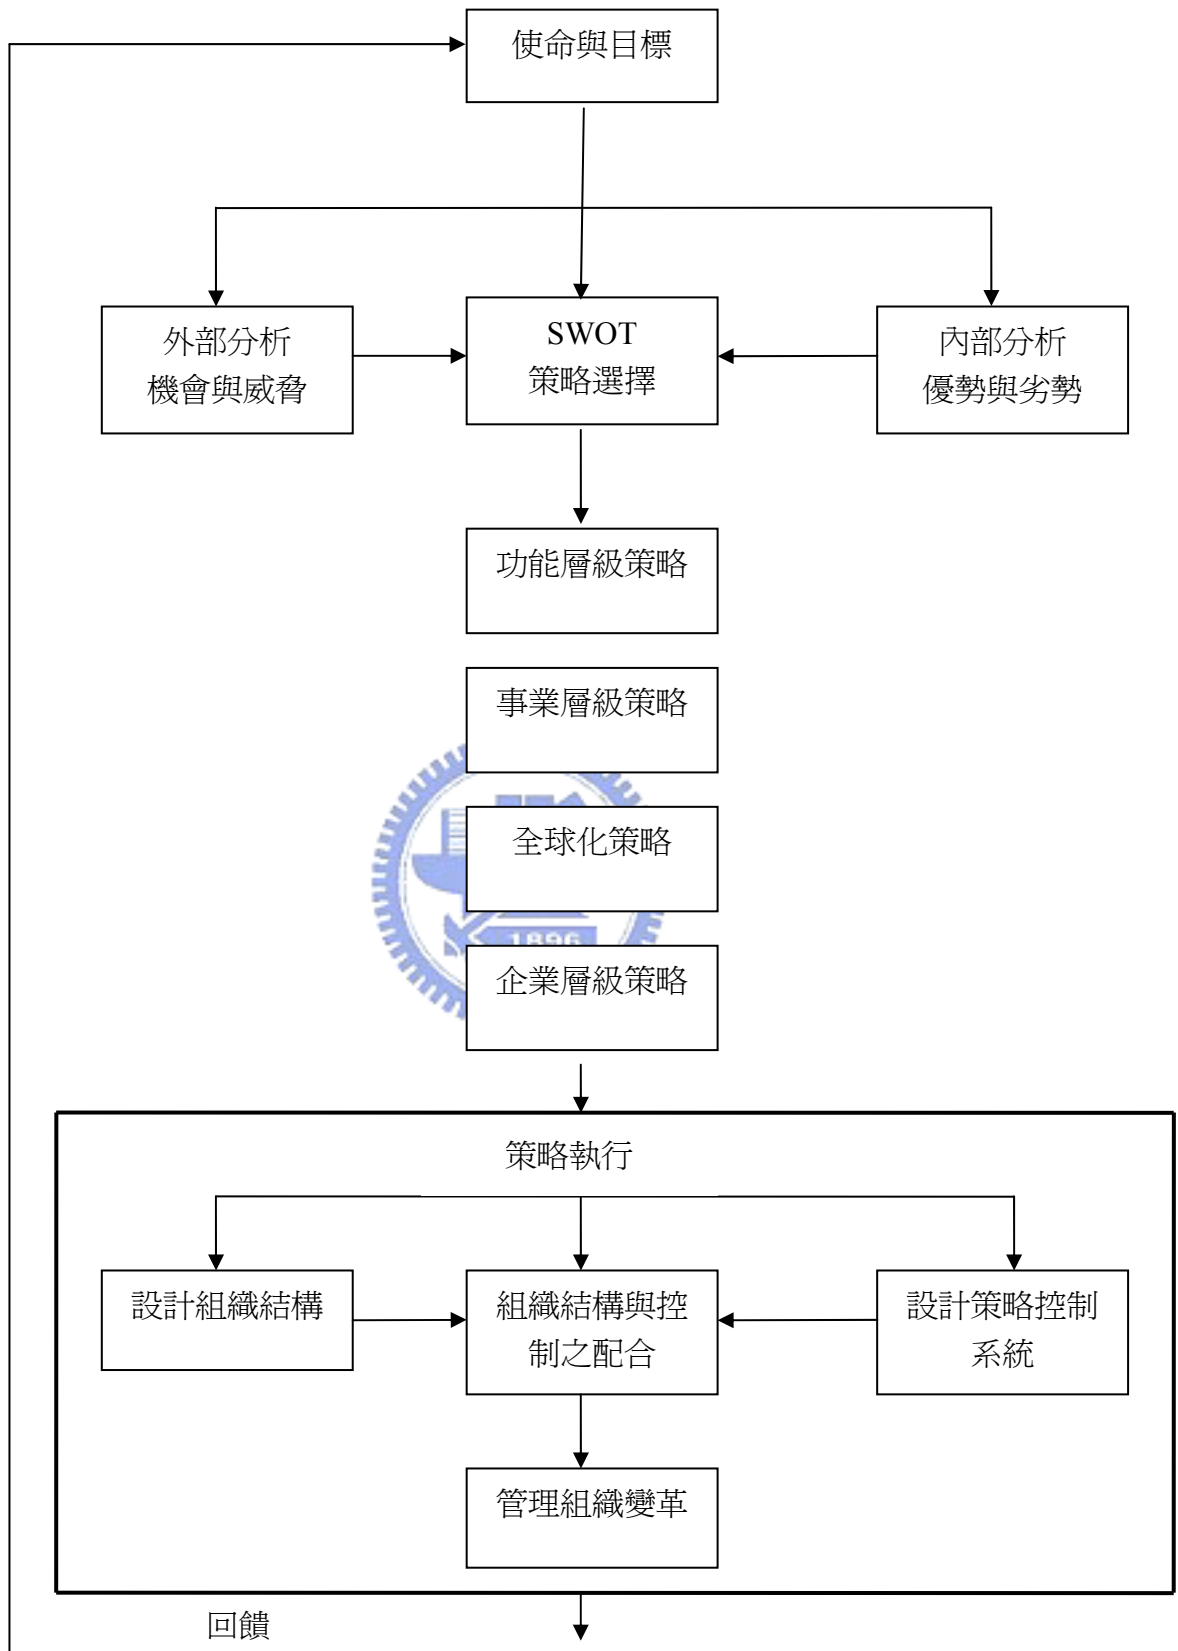 使命與目標
外部分析
機會與威脅
SWOT
策略選擇
內部分析
優勢與劣勢
功能層級策略
事業層級策略
全球化策略
1896
企業層級策略
策略執行
設計組織結構
組織結構與控
制之配合
設計策略控制
系統
管理組織變革
回饋